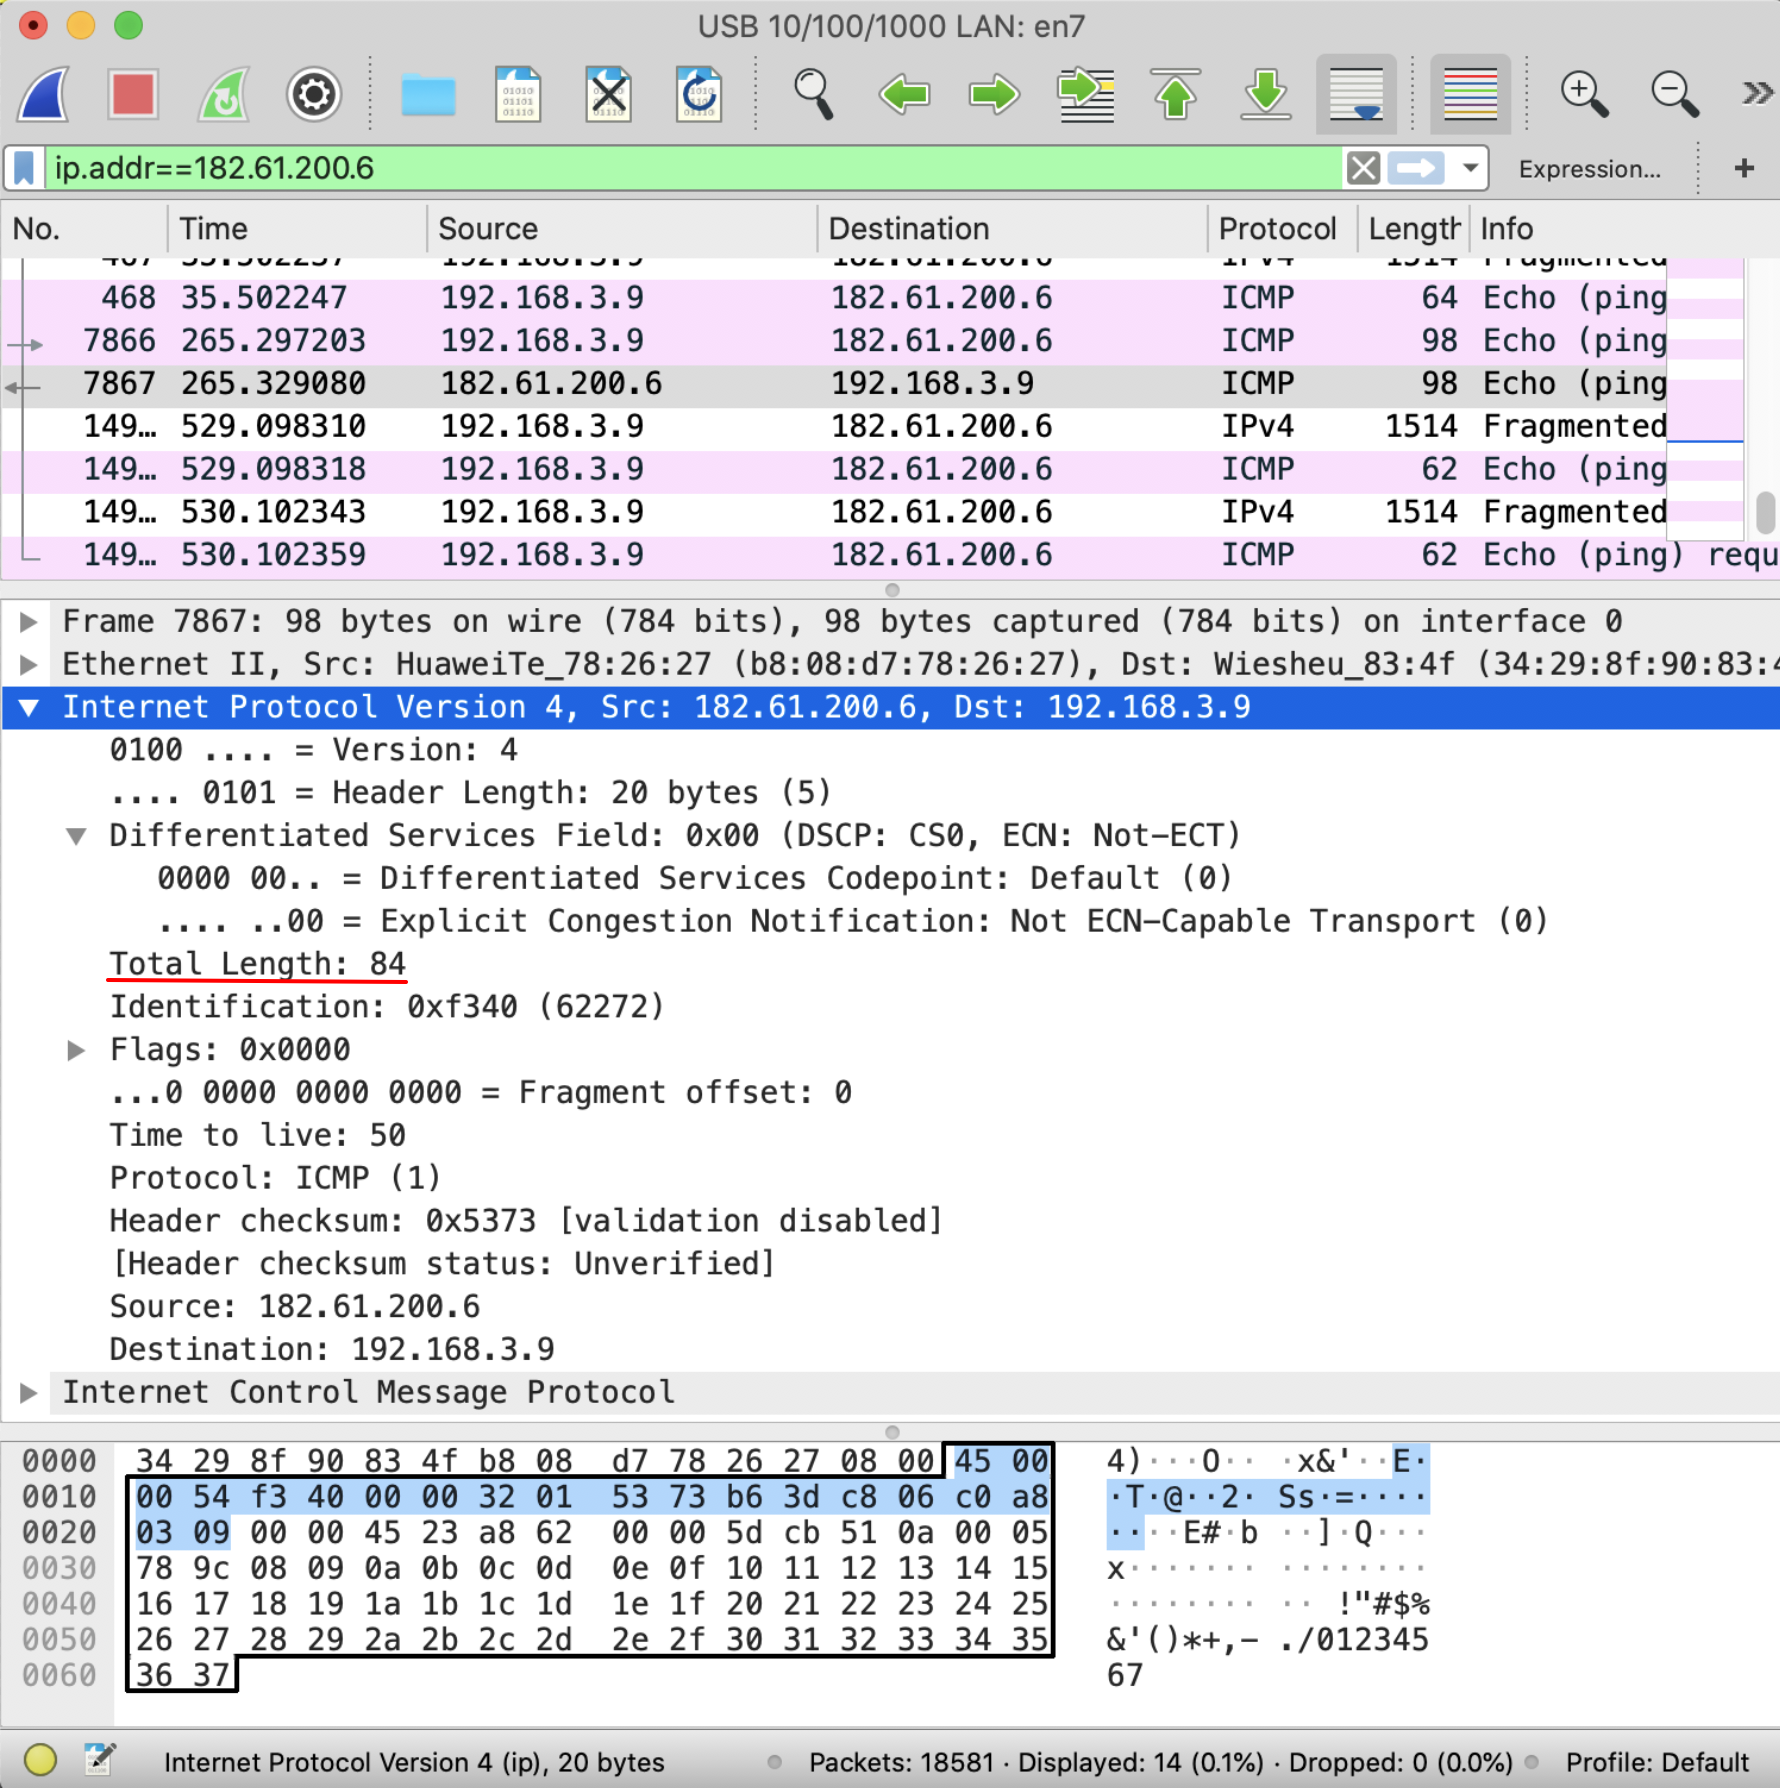 USB 10/100/1000 LAN: en7
ip.addr==182.61.200.6 Expression... +
No. Time Source Destination Protocol Length Info
467 35.502237 192.168.3.9 182.61.200.6 IPv4 1514 Fragmented
468 35.502247 192.168.3.9 182.61.200.6 ICMP 64 Echo (ping
7866 265.297203 192.168.3.9 182.61.200.6 ICMP 98 Echo (ping
7867 265.329080 182.61.200.6 192.168.3.9 ICMP 98 Echo (ping
149… 529.098310 192.168.3.9 182.61.200.6 IPv4 1514 Fragmented
149… 529.098318 192.168.3.9 182.61.200.6 ICMP 62 Echo (ping
149… 530.102343 192.168.3.9 182.61.200.6 IPv4 1514 Fragmented
149… 530.102359 192.168.3.9 182.61.200.6 ICMP 62 Echo (ping) requ
Frame 7867: 98 bytes on wire (784 bits), 98 bytes captured (784 bits) on interface 0
Ethernet II, Src: HuaweiTe_78:26:27 (b8:08:d7:78:26:27), Dst: Wiesheu_83:4f (34:29:8f:90:83:4
Internet Protocol Version 4, Src: 182.61.200.6, Dst: 192.168.3.9
0100 .... = Version: 4
.... 0101 = Header Length: 20 bytes (5)
Differentiated Services Field: 0x00 (DSCP: CS0, ECN: Not-ECT)
0000 00.. = Differentiated Services Codepoint: Default (0)
.... ..00 = Explicit Congestion Notification: Not ECN-Capable Transport (0)
Total Length: 84
Identification: 0xf340 (62272)
Flags: 0x0000
...0 0000 0000 0000 = Fragment offset: 0
Time to live: 50
Protocol: ICMP (1)
Header checksum: 0x5373 [validation disabled]
[Header checksum status: Unverified]
Source: 182.61.200.6
Destination: 192.168.3.9
Internet Control Message Protocol
0000 34 29 8f 90 83 4f b8 08 d7 78 26 27 08 00 45 00 4)···O·· ·x&'··E·
0010 00 54 f3 40 00 00 32 01 53 73 b6 3d c8 06 c0 a8 ·T·@··2· Ss·=····
0020 03 09 00 00 45 23 a8 62 00 00 5d cb 51 0a 00 05 ····E#·b ··]·Q···
0030 78 9c 08 09 0a 0b 0c 0d 0e 0f 10 11 12 13 14 15 x······· ········
0040 16 17 18 19 1a 1b 1c 1d 1e 1f 20 21 22 23 24 25 ········ ·· !"#$%
0050 26 27 28 29 2a 2b 2c 2d 2e 2f 30 31 32 33 34 35 &'()*+,- ./012345
0060 36 37 67
Internet Protocol Version 4 (ip), 20 bytes Packets: 18581 · Displayed: 14 (0.1%) · Dropped: 0 (0.0%) Profile: Default